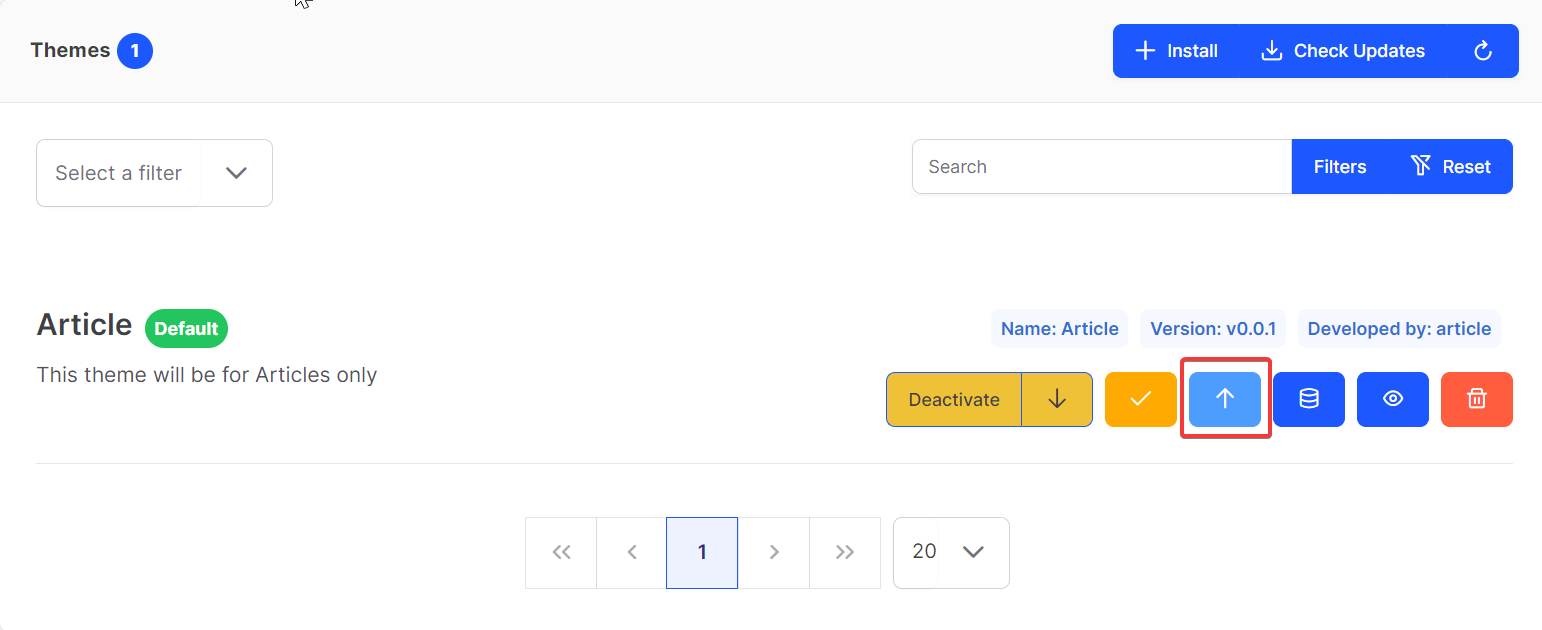 Themes 1
Install Check Updates
Select a filter
Search Filters Reset
Article Default
Name: Article Version: v0.0.1 Developed by: article
This theme will be for Articles only
Deactivate
1 20